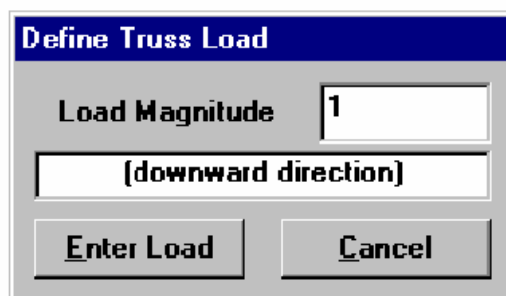 Define Truss Load
Load Magnitude 1
(downward direction)
Enter Load Cancel